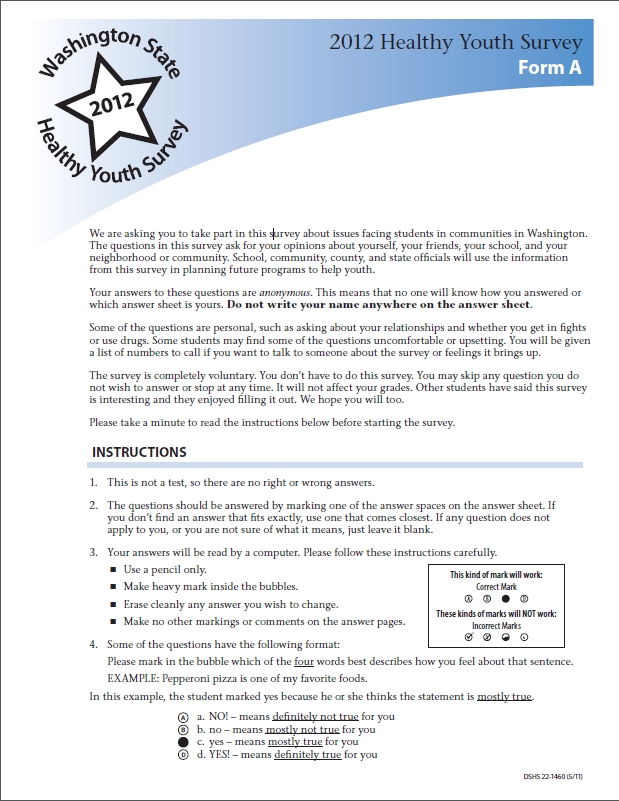 Washington State
2012
Healthy Youth Survey
2012 Healthy Youth Survey
Form A
We are asking you to take part in this survey about issues facing students in communities in Washington.
The questions in this survey ask for your opinions about yourself, your friends, your school, and your
neighborhood or community. School, community, county, and state officials will use the information
from this survey in planning future programs to help youth.
Your answers to these questions are anonymous. This means that no one will know how you answered or
which answer sheet is yours. Do not write your name anywhere on the answer sheet.
Some of the questions are personal, such as asking about your relationships and whether you get in fights
or use drugs. Some students may find some of the questions uncomfortable or upsetting. You will be given
a list of numbers to call if you want to talk to someone about the survey or feelings it brings up.
The survey is completely voluntary. You don't have to do this survey. You may skip any question you do
not wish to answer or stop at any time. It will not affect your grades. Other students have said this survey
is interesting and they enjoyed filling it out. We hope you will too.
Please take a minute to read the instructions below before starting the survey.
INSTRUCTIONS
1. This is not a test, so there are no right or wrong answers.
2. The questions should be answered by marking one of the answer spaces on the answer sheet. If
you don't find an answer that fits exactly, use one that comes closest. If any question does not
apply to you, or you are not sure of what it means, just leave it blank.
3. Your answers will be read by a computer. Please follow these instructions carefully.
■ Use a pencil only.
■ Make heavy mark inside the bubbles.
■ Erase cleanly any answer you wish to change.
■ Make no other markings or comments on the answer pages.
This kind of mark will work:
Correct Mark
A B D
These kinds of marks will NOT work:
Incorrect Marks
4. Some of the questions have the following format:
Please mark in the bubble which of the four words best describes how you feel about that sentence.
EXAMPLE: Pepperoni pizza is one of my favorite foods.
In this example, the student marked yes because he or she thinks the statement is mostly true.
A a. NO! – means definitely not true for you
B b. no – means mostly not true for you
c. yes – means mostly true for you
D d. YES! – means definitely true for you
DSHS 22-1460 (5/11)